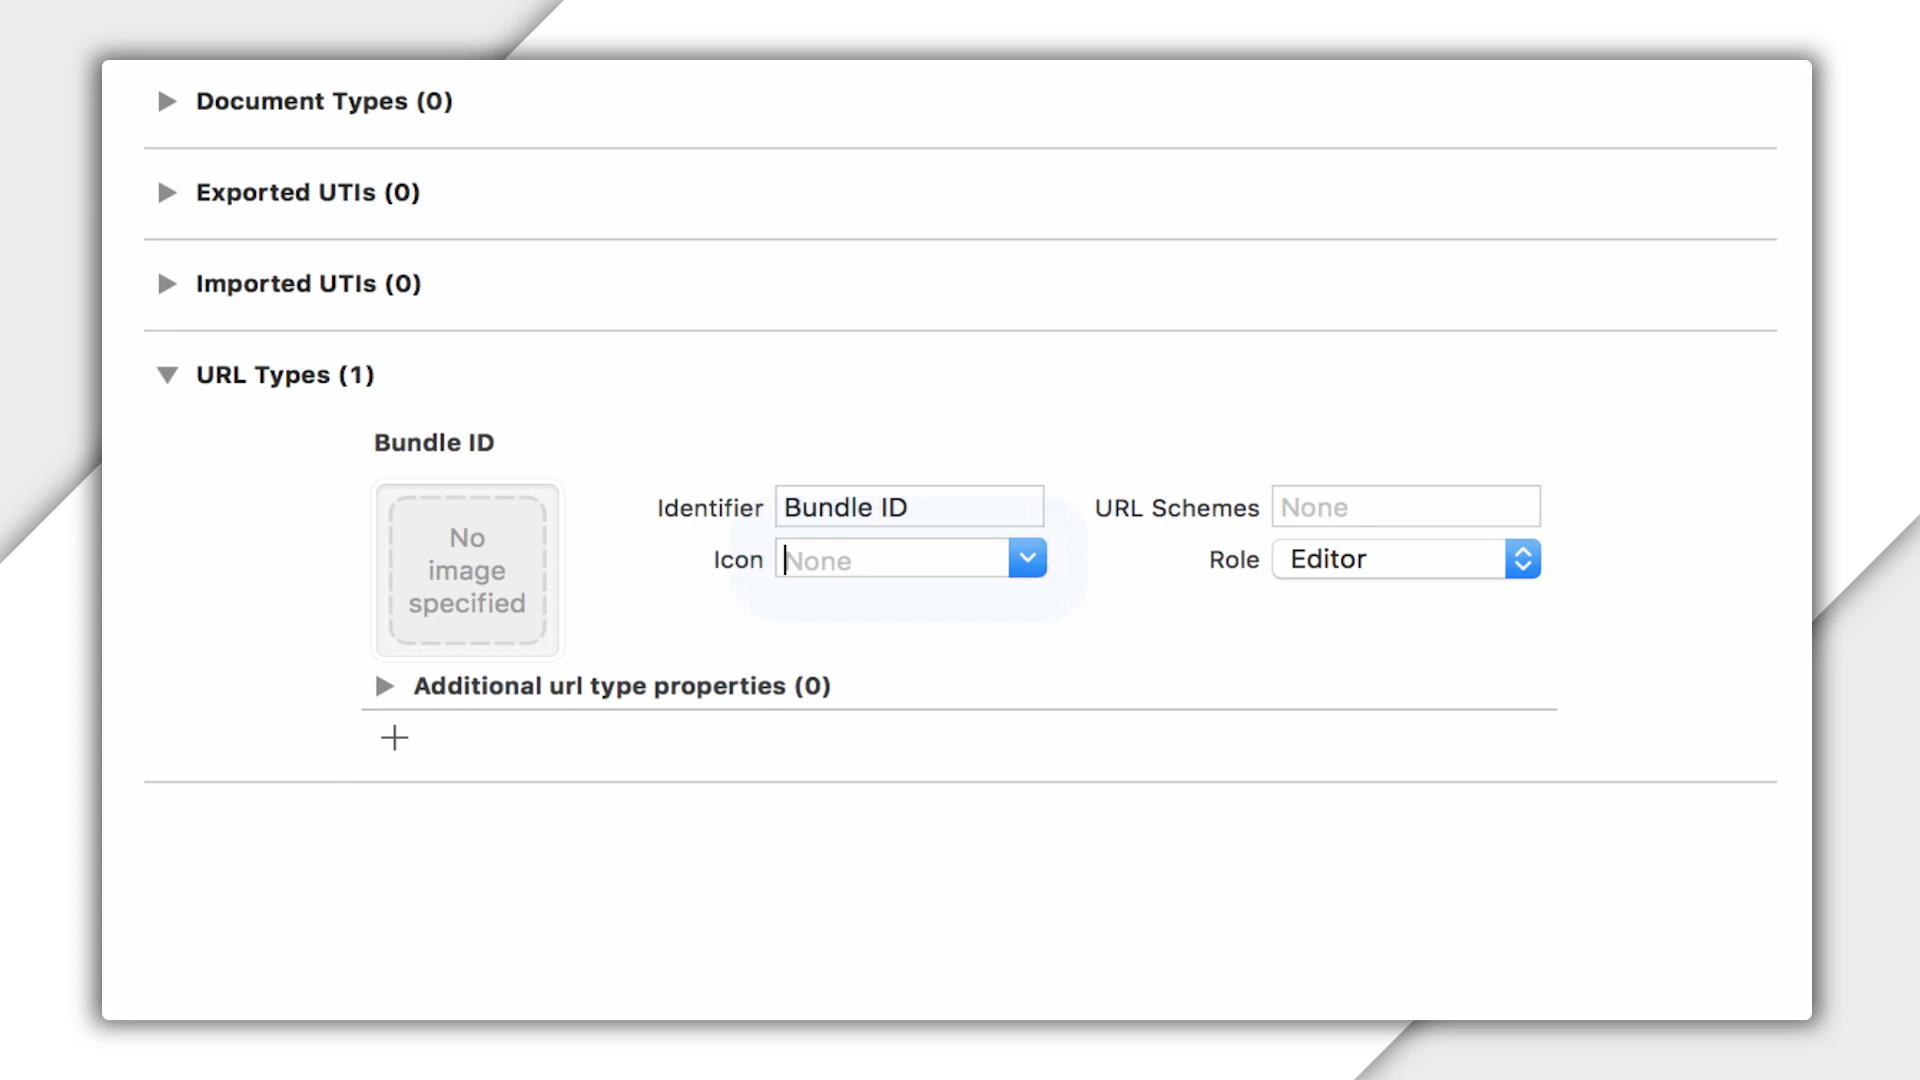 Document Types (0)
Exported UTIs (0)
Imported UTIs (0)
URL Types (1)
Bundle ID
No
image
specified
Identifier Bundle ID URL Schemes None
Icon None Role Editor
Additional url type properties (0)